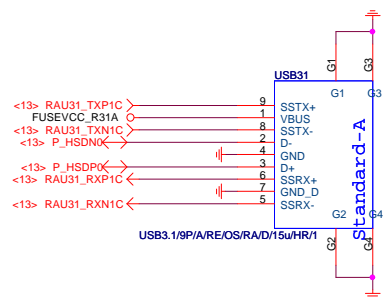 G1
G3
USB31
G1
G3
<13> RAU31_TXP1C 9 SSTX+
FUSEVCC_R31A 1 VBUS
<13> RAU31_TXN1C 8 SSTX-
<13> P_HSDN0 2 D-
4 GND
<13> P_HSDP0 3 D+
<13> RAU31_RXP1C 6 SSRX+
7 GND_D
<13> RAU31_RXN1C 5 SSRX-
Standard-A
G2
G4
USB3.1/9P/A/RE/OS/RA/D/15u/HR/1
G2
G4